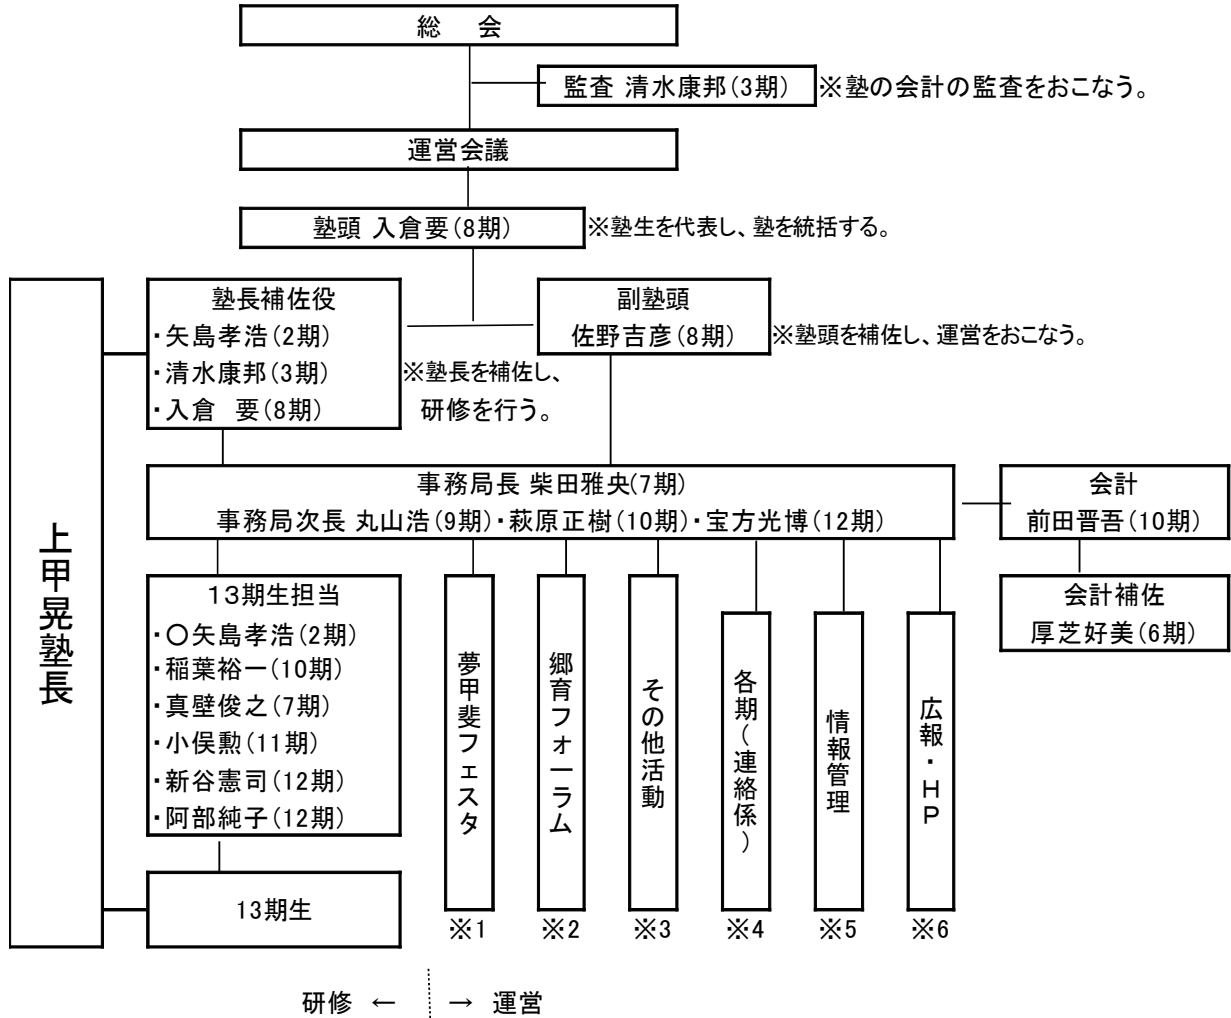 総　会
監査 清水康邦(3期)　※塾の会計の監査をおこなう。
運営会議
塾頭 入倉要(8期)　※塾生を代表し、塾を統括する。
上甲晃塾長
塾長補佐役
・矢島孝浩(2期)
・清水康邦(3期)
・入倉　要(8期)
※塾長を補佐し、
研修を行う。
副塾頭
佐野吉彦(8期)　※塾頭を補佐し、運営をおこなう。
事務局長 柴田雅央(7期)
事務局次長 丸山浩(9期)・萩原正樹(10期)・宝方光博(12期)
会計
前田晋吾(10期)
会計補佐
厚芝好美(6期)
13期生担当
・〇矢島孝浩(2期)
・稲葉裕一(10期)
・真壁俊之(7期)
・小俣勲(11期)
・新谷憲司(12期)
・阿部純子(12期)
13期生
夢甲斐フェスタ
郷育フォーラム
その他活動
各期(連絡係)
情報管理
広報・HP
※1　※2　※3　※4　※5　※6
研修 ← → 運営